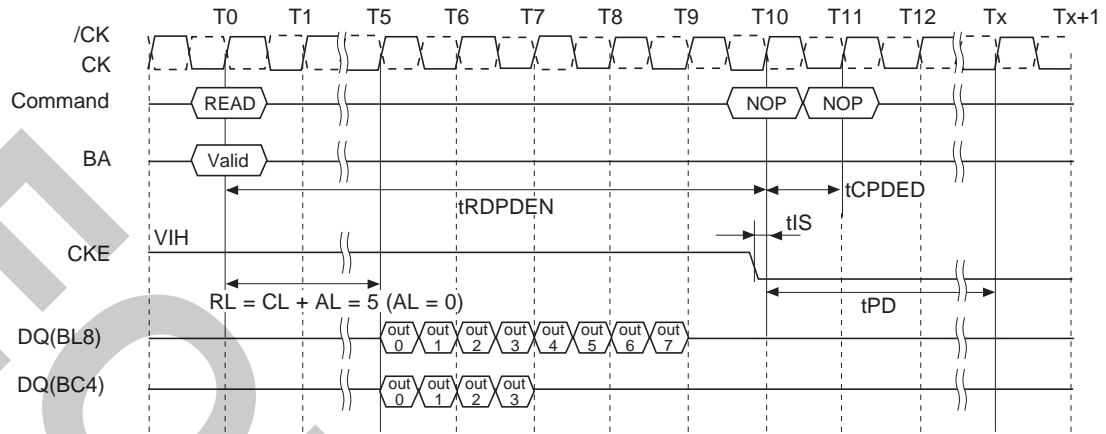 T0 T1 T5 T6 T7 T8 T9 T10 T11 T12 Tx Tx+1
/CK
CK
Command READ NOP NOP
BA Valid
tRDPDEN tCPDED
tIS
VIH
CKE
RL = CL + AL = 5 (AL = 0)
tPD
DQ(BL8) out 0 out 1 out 2 out 3 out 4 out 5 out 6 out 7
DQ(BC4) out 0 out 1 out 2 out 3